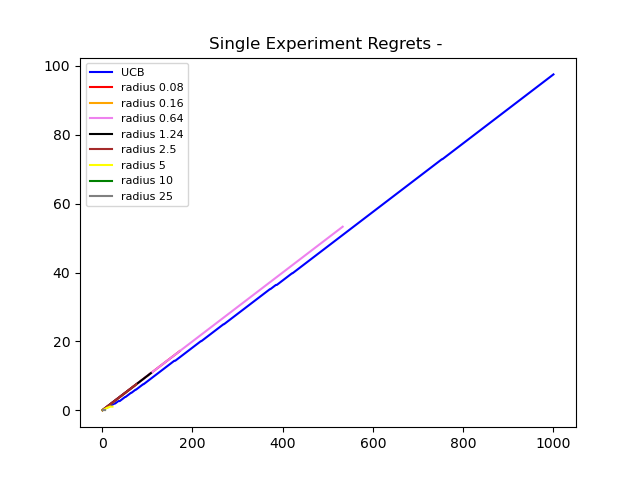 Single Experiment Regrets -
100
80
60
40
20
0
UCB
radius 0.08
radius 0.16
radius 0.64
radius 1.24
radius 2.5
radius 5
radius 10
radius 25
0 200 400 600 800 1000